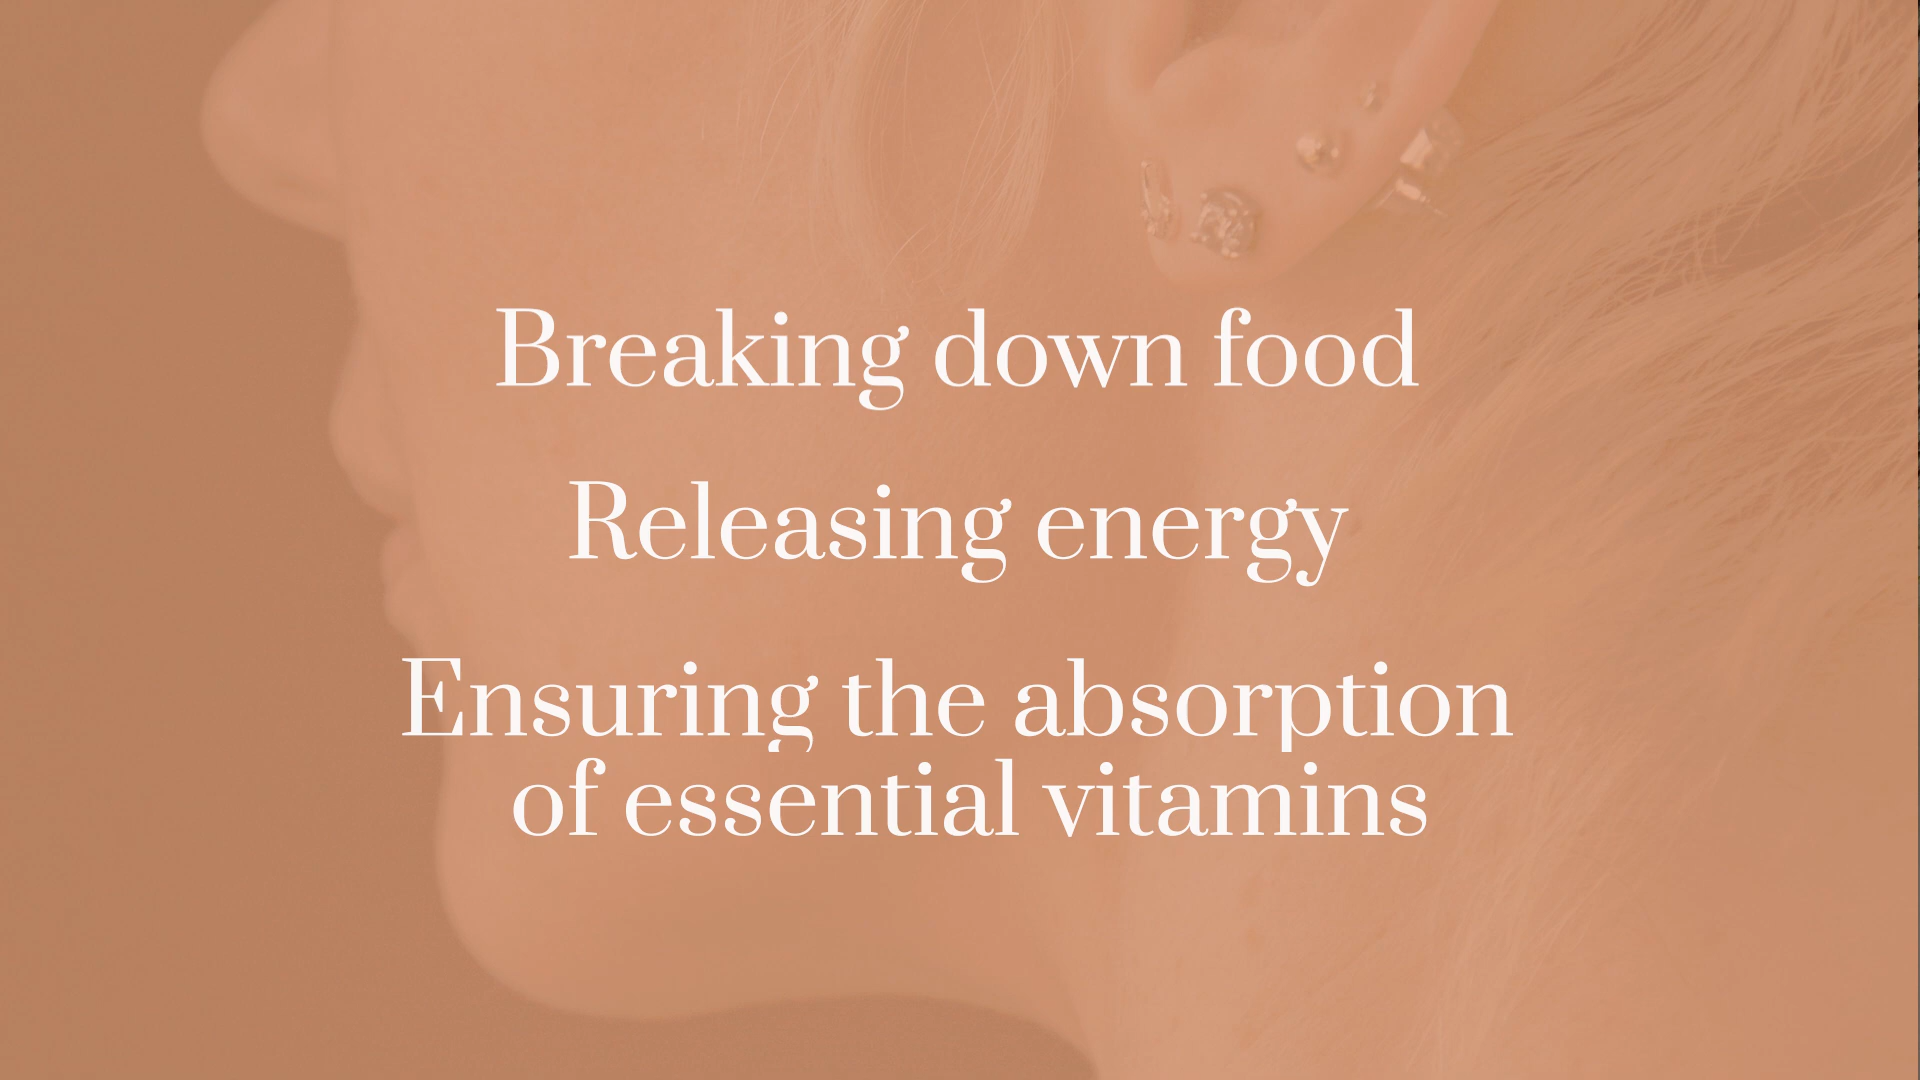 Breaking down food
Releasing energy
Ensuring the absorption
of essential vitamins